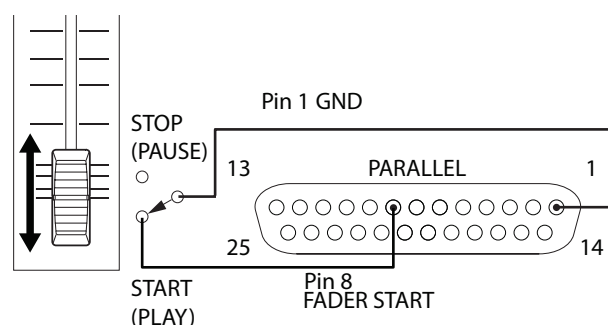 Pin 1 GND
STOP
(PAUSE)
13
PARALLEL
1
25
14
START
(PLAY)
Pin 8
FADER START